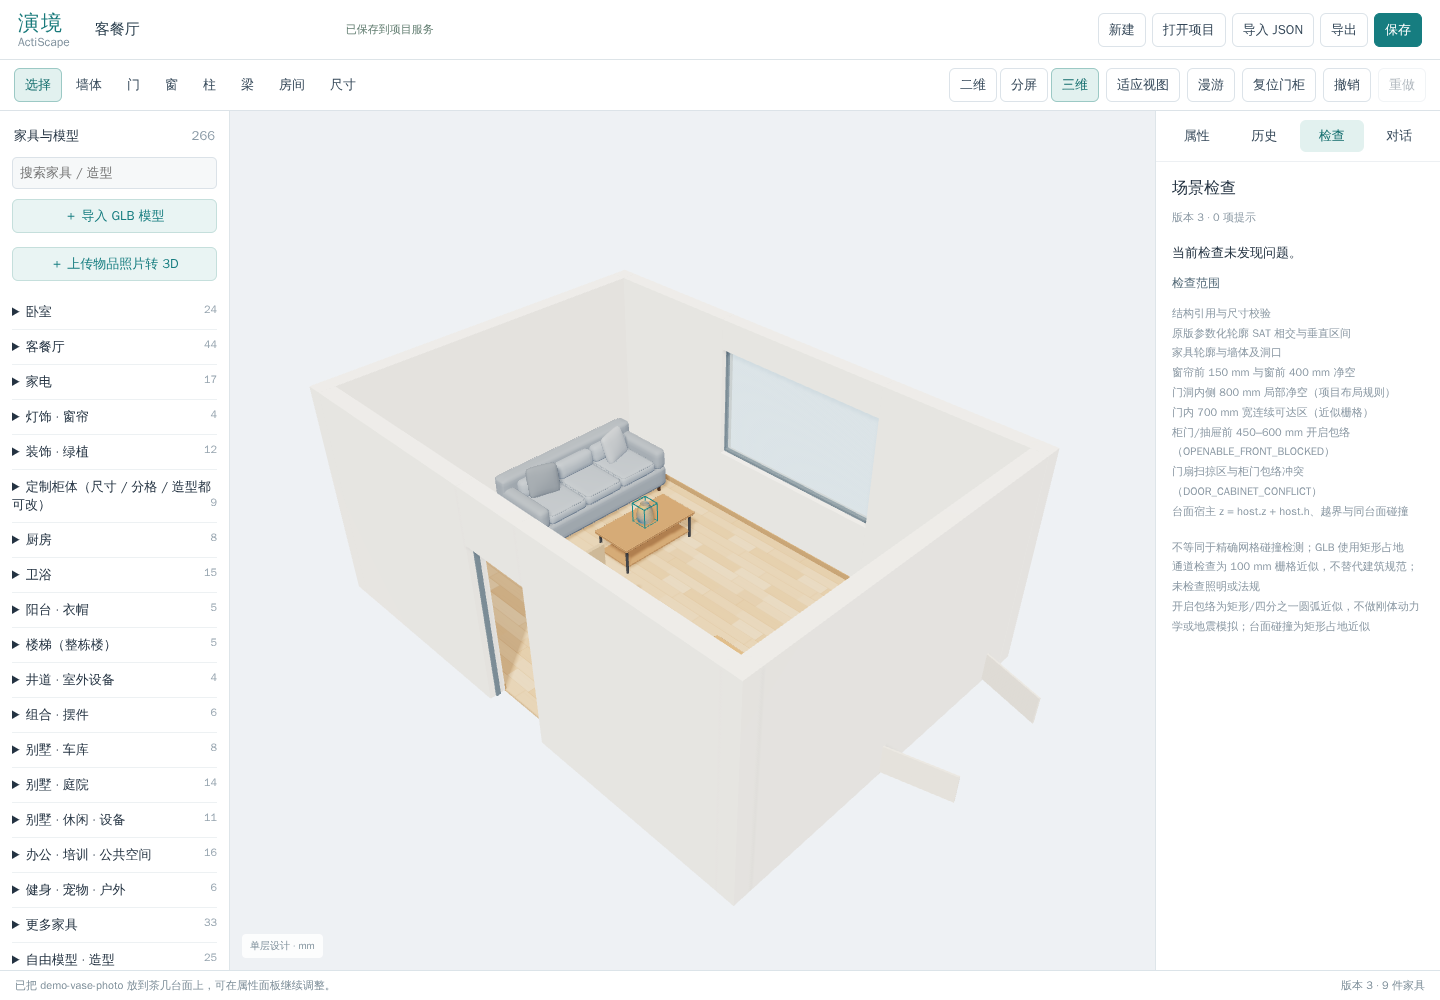 演境
ActiScape
客餐厅
已保存到项目服务
新建
打开项目
导入 JSON
导出
保存
选择
墙体
门
窗
柱
梁
房间
尺寸
二维
分屏
三维
适应视图
漫游
复位门柜
撤销
重做
家具与模型
266
搜索家具 / 造型
+ 导入 GLB 模型
+ 上传物品照片转 3D
▶ 卧室 24
▶ 客餐厅 44
▶ 家电 17
▶ 灯饰 · 窗帘 4
▶ 装饰 · 绿植 12
▶ 定制柜体（尺寸 / 分格 / 造型都
可改） 9
▶ 厨房 8
▶ 卫浴 15
▶ 阳台 · 衣帽 5
▶ 楼梯（整栋楼） 5
▶ 井道 · 室外设备 4
▶ 组合 · 摆件 6
▶ 别墅 · 车库 8
▶ 别墅 · 庭院 14
▶ 别墅 · 休闲 · 设备 11
▶ 办公 · 培训 · 公共空间 16
▶ 健身 · 宠物 · 户外 6
▶ 更多家具 33
▶ 自由模型 · 造型 25
单层设计 · mm
属性
历史
检查
对话
场景检查
版本 3 · 0 项提示
当前检查未发现问题。
检查范围
结构引用与尺寸校验
原版参数化轮廓 SAT 相交与垂直区间
家具轮廓与墙体及洞口
窗帘前 150 mm 与窗前 400 mm 净空
门洞内侧 800 mm 局部净空（项目布局规则）
门内 700 mm 宽连续可达区（近似栅格）
柜门/抽屉前 450–600 mm 开启包络
（OPENABLE_FRONT_BLOCKED）
门扇扫掠区与柜门包络冲突
（DOOR_CABINET_CONFLICT）
台面宿主 z = host.z + host.h、越界与同台面碰撞
不等同于精确网格碰撞检测；GLB 使用矩形占地
通道检查为 100 mm 栅格近似，不替代建筑规范；
未检查照明或法规
开启包络为矩形/四分之一圆弧近似，不做刚体动力
学或地震模拟；台面碰撞为矩形占地近似
已把 demo-vase-photo 放到茶几台面上，可在属性面板继续调整。
版本 3 · 9 件家具